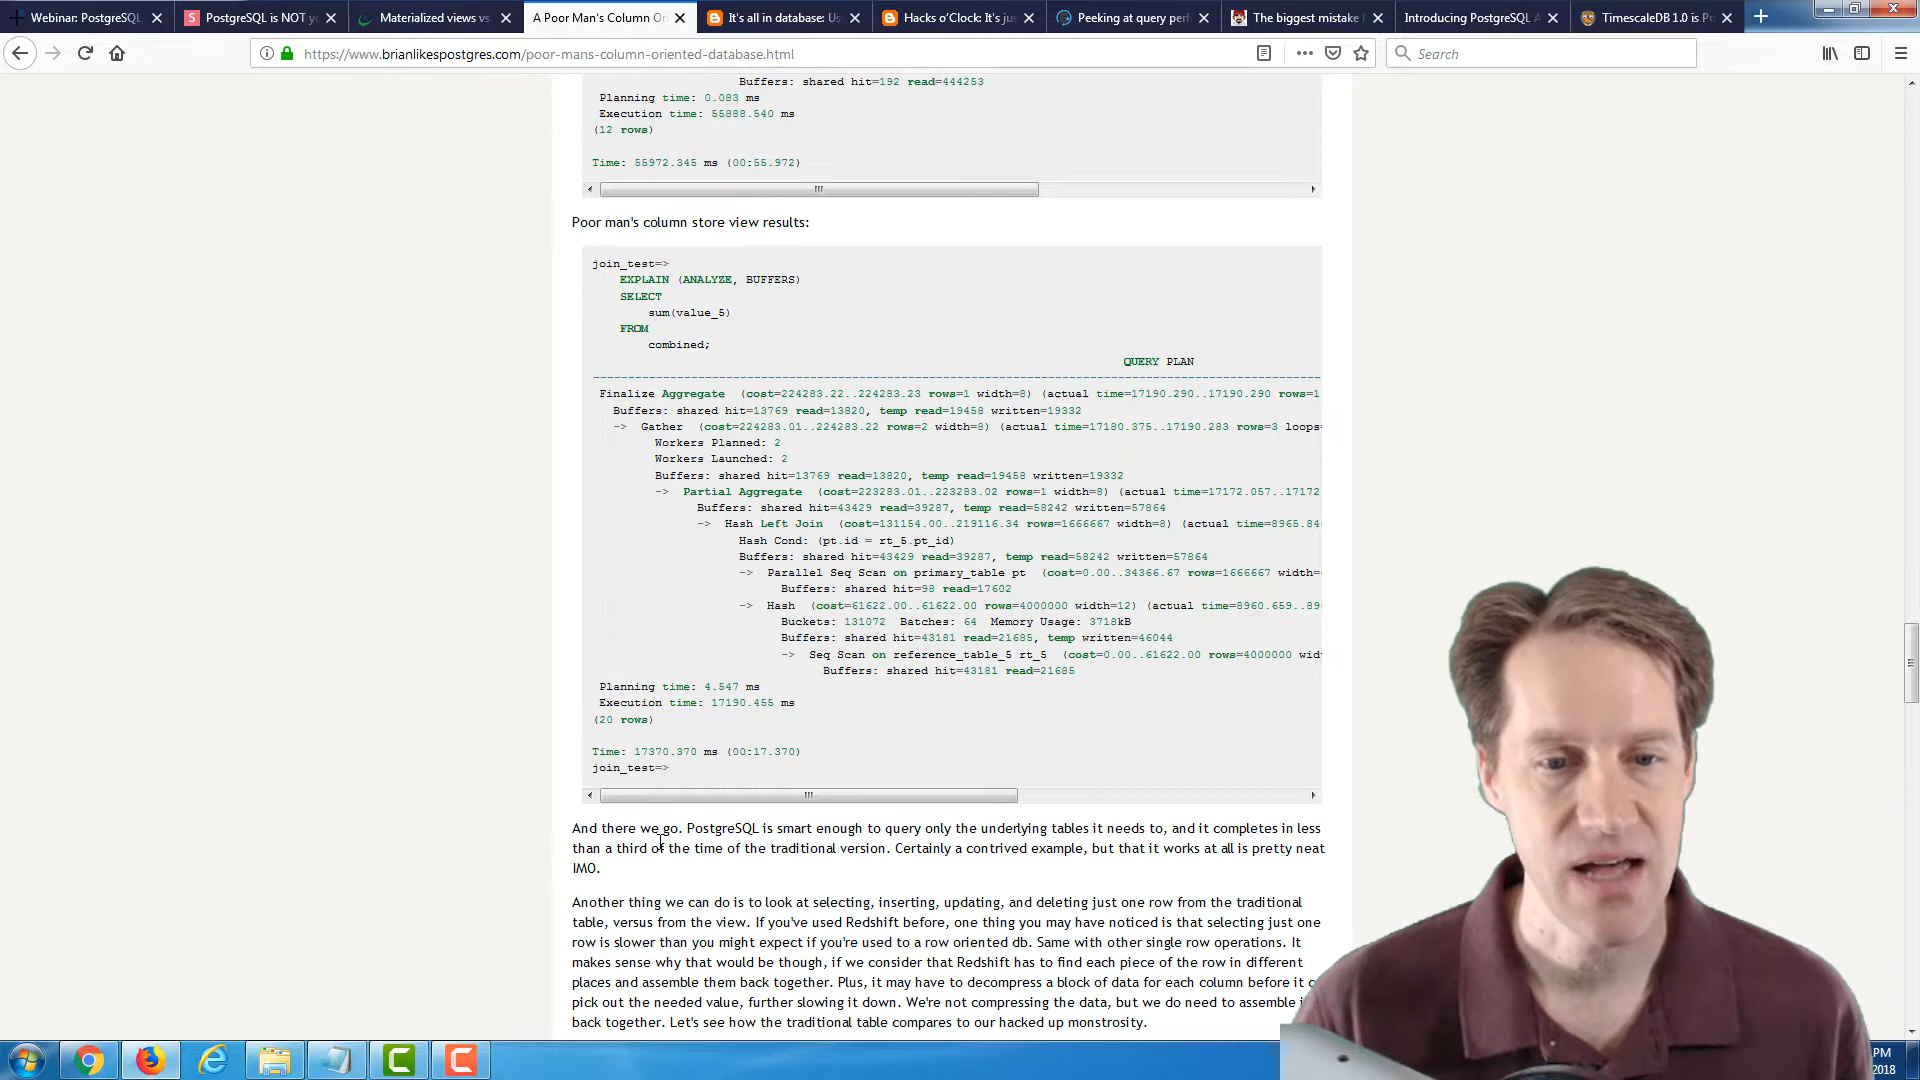 Webinar: PostgreSQL
PostgreSQL is NOT yo
Materialized views vs.
A Poor Man's Column Or
It's all in database: Us
Hacks o'Clock: It's jus
Peeking at query perf
The biggest mistake
Introducing PostgreSQL A
TimescaleDB 1.0 is Pr
https://www.brianlikespostgres.com/poor-mans-column-oriented-database.html
Search
Buffers: shared hit=192 read=444253
Planning time: 0.083 ms
Execution time: 55888.540 ms
(12 rows)
Time: 55972.345 ms (00:55.972)
Poor man's column store view results:
join_test=>
EXPLAIN (ANALYZE, BUFFERS)
SELECT
sum(value_5)
FROM
combined;
QUERY PLAN
Finalize Aggregate (cost=224283.22..224283.23 rows=1 width=8) (actual time=17190.290..17190.290 rows=1
Buffers: shared hit=13769 read=13820, temp read=19458 written=19332
-> Gather (cost=224283.01..224283.22 rows=2 width=8) (actual time=17180.375..17190.283 rows=3 loops=
Workers Planned: 2
Workers Launched: 2
Buffers: shared hit=13769 read=13820, temp read=19458 written=19332
-> Partial Aggregate (cost=223283.01..223283.02 rows=1 width=8) (actual time=17172.057..17172
Buffers: shared hit=43429 read=39287, temp read=58242 written=57864
-> Hash Left Join (cost=131154.00..219116.34 rows=1666667 width=8) (actual time=8965.84
Hash Cond: (pt.id = rt_5.pt_id)
Buffers: shared hit=43429 read=39287, temp read=58242 written=57864
-> Parallel Seq Scan on primary_table pt (cost=0.00..34366.67 rows=1666667 width=
Buffers: shared hit=98 read=17602
-> Hash (cost=61622.00..61622.00 rows=4000000 width=12) (actual time=8960.659..89
Buckets: 131072 Batches: 64 Memory Usage: 3718kB
Buffers: shared hit=43181 read=21685, temp written=46044
-> Seq Scan on reference_table_5 rt_5 (cost=0.00..61622.00 rows=4000000 wid
Buffers: shared hit=43181 read=21685
Planning time: 4.547 ms
Execution time: 17190.455 ms
(20 rows)
Time: 17370.370 ms (00:17.370)
join_test=>
And there we go. PostgreSQL is smart enough to query only the underlying tables it needs to, and it completes in less
than a third of the time of the traditional version. Certainly a contrived example, but that it works at all is pretty neat
IMO.
Another thing we can do is to look at selecting, inserting, updating, and deleting just one row from the traditional
table, versus from the view. If you've used Redshift before, one thing you may have noticed is that selecting just one
row is slower than you might expect if you're used to a row oriented db. Same with other single row operations. It
makes sense why that would be though, if we consider that Redshift has to find each piece of the row in different
places and assemble them back together. Plus, it may have to decompress a block of data for each column before it c
pick out the needed value, further slowing it down. We're not compressing the data, but we do need to assemble i
back together. Let's see how the traditional table compares to our hacked up monstrosity.
PM
2018